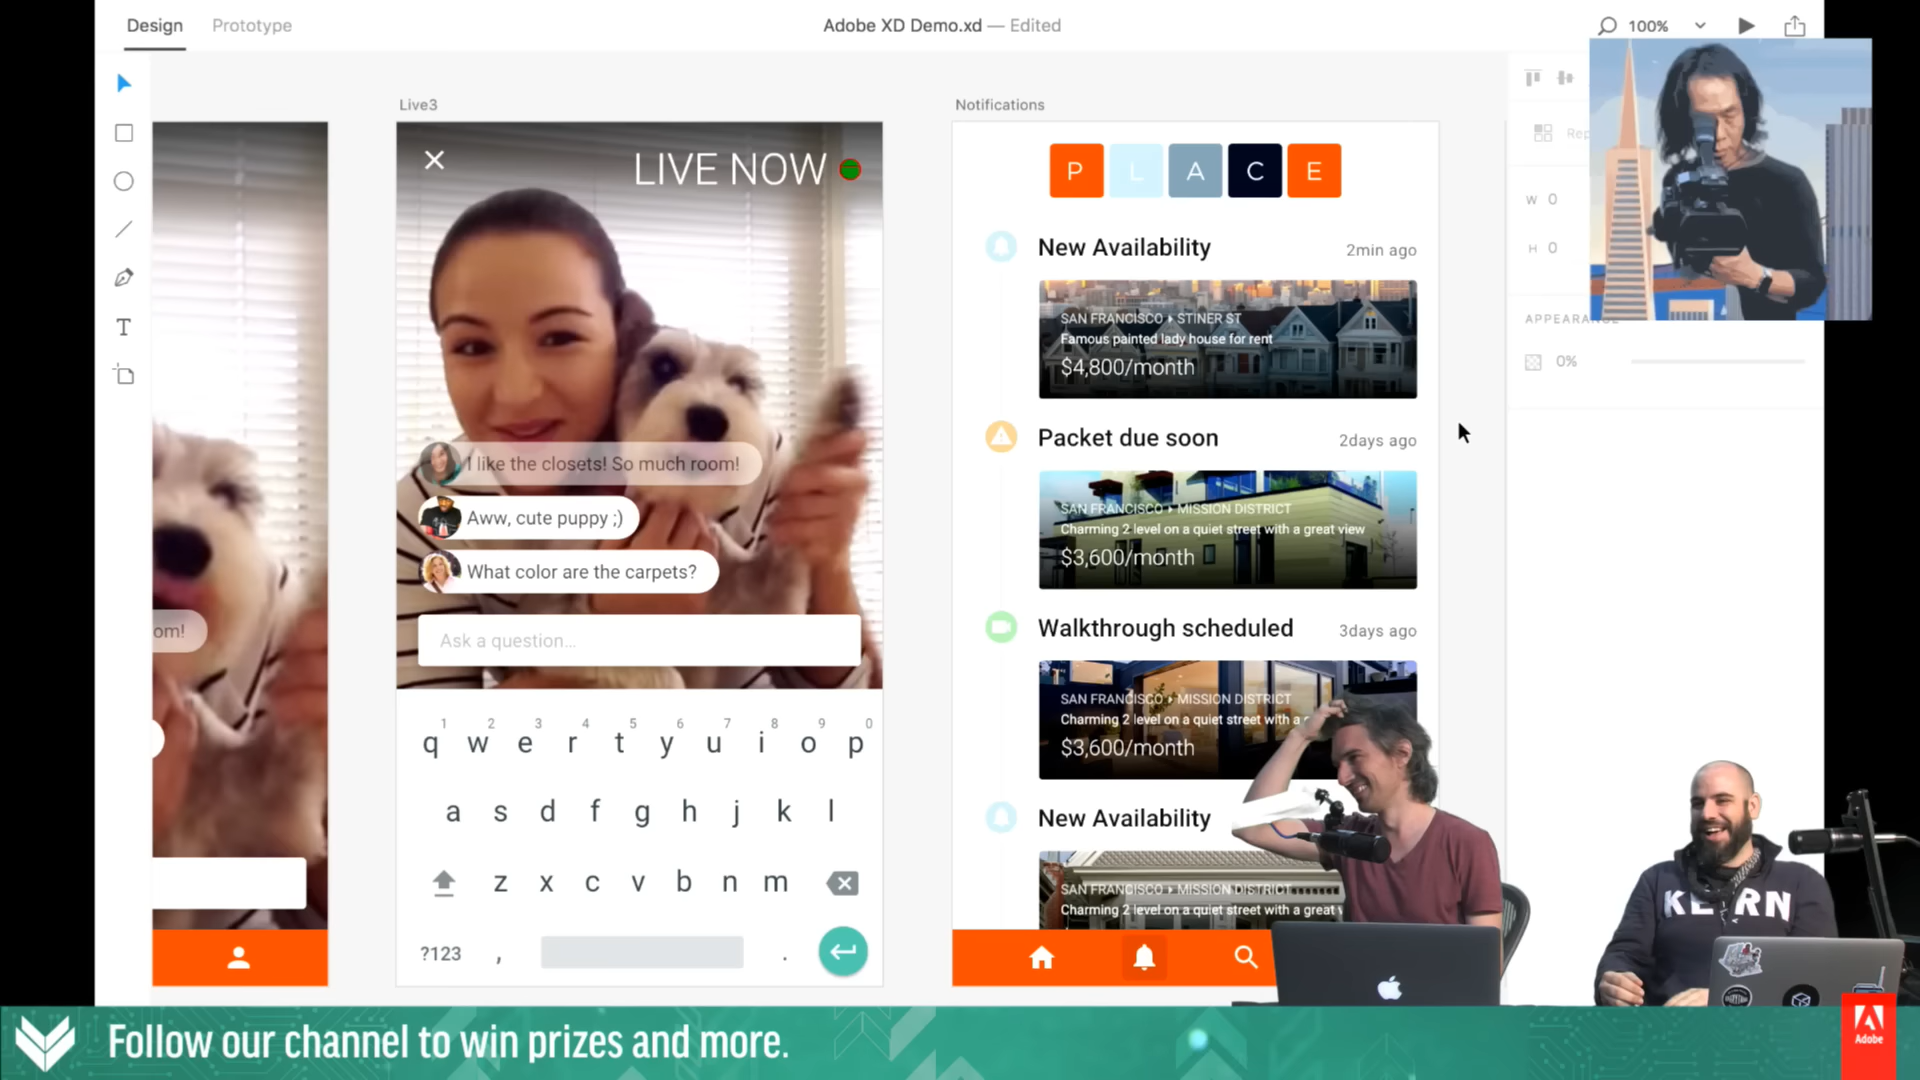 Design Prototype
Adobe XD Demo.xd — Edited
100%
Live3
LIVE NOW
om!
I like the closets! So much room!
Aww, cute puppy ;)
What color are the carpets?
Ask a question...
1 2 3 4 5 6 7 8 9 0
q w e r t y u i o p
a s d f g h j k l
z x c v b n m
?123 , .
Notifications
P L A C E
New Availability 2min ago
SAN FRANCISCO STINER ST
Famous painted lady house for rent
$4,800/month
Packet due soon 2days ago
SAN FRANCISCO MISSION DISTRICT
Charming 2 level on a quiet street with a great view
$3,600/month
Walkthrough scheduled 3days ago
SAN FRANCISCO MISSION DISTRICT
Charming 2 level on a quiet street with a
$3,600/month
New Availability
SAN FRANCISCO MISSION DISTRICT
Charming 2 level on a quiet street with a great
Rep
W 0
H 0
APPEARANCE
0%
KERN
Follow our channel to win prizes and more.
Adobe